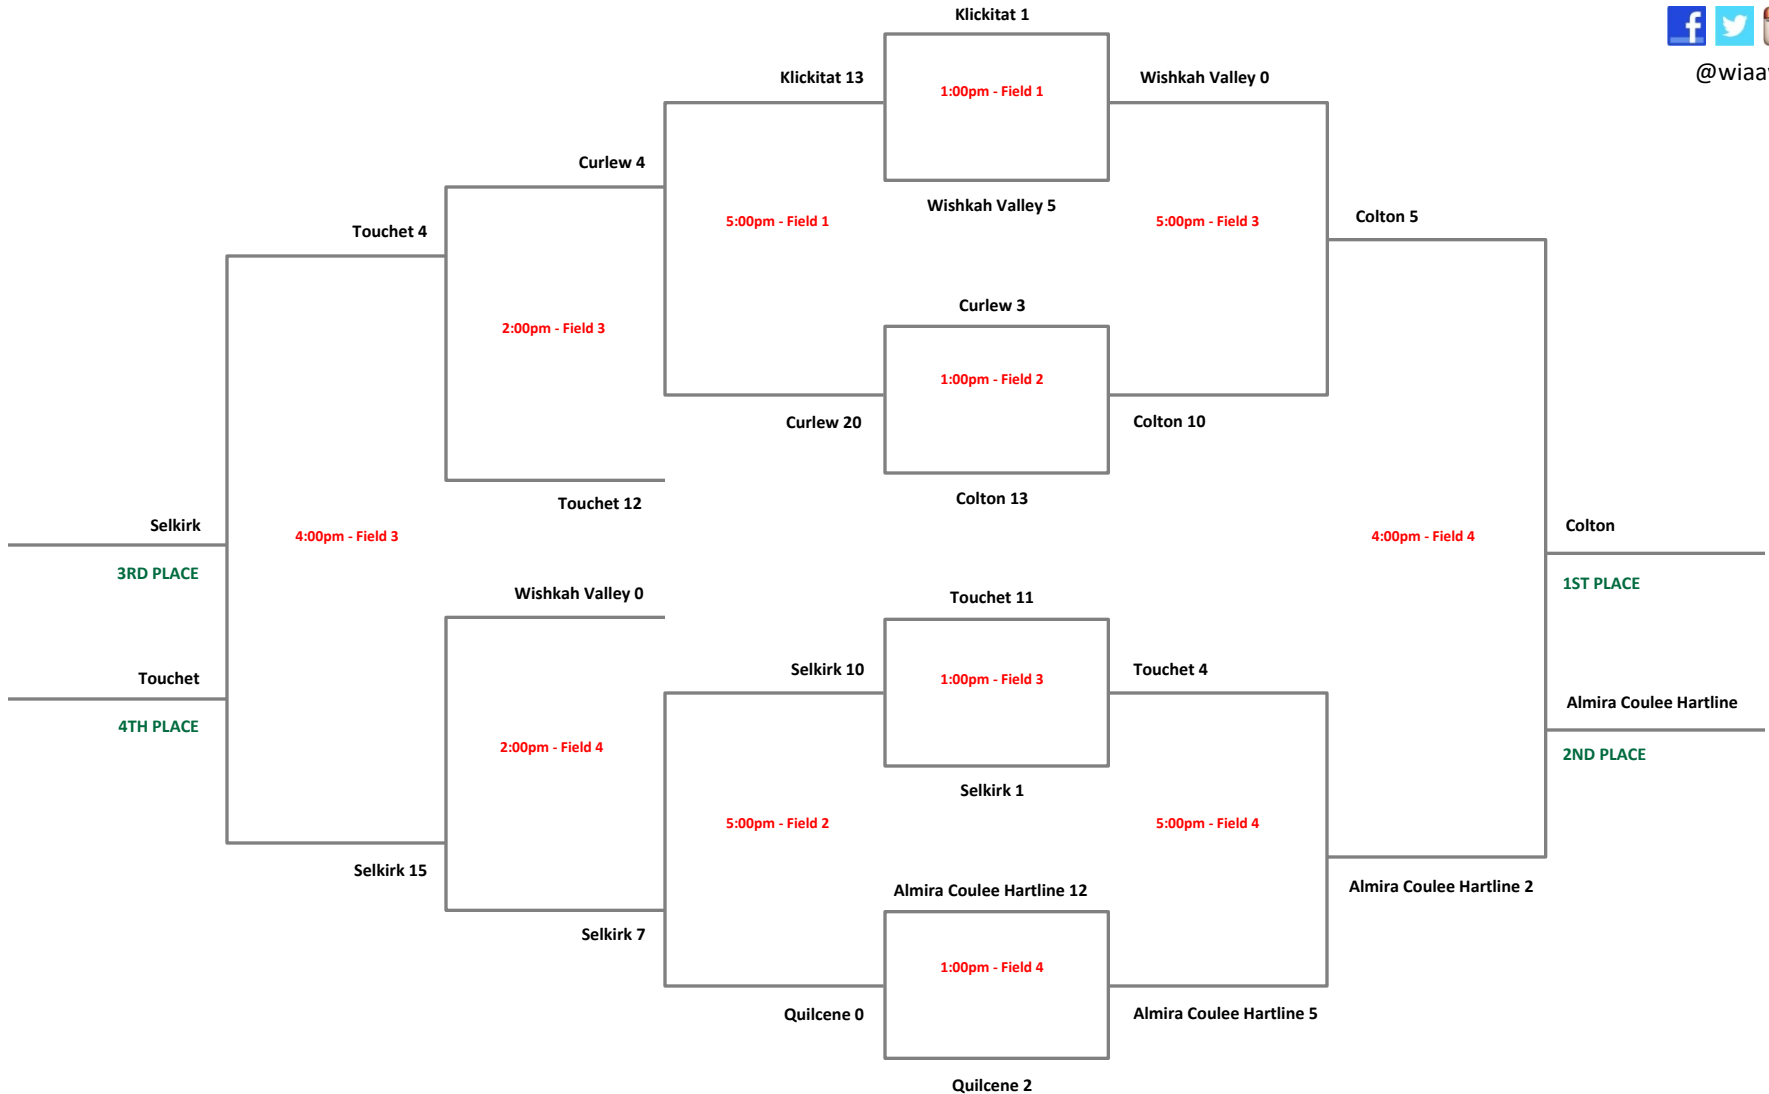 Klickitat 1
Klickitat 13
Wishkah Valley 0
1:00pm - Field 1
@wiaa
Curlew 4
Wishkah Valley 5
5:00pm - Field 1
5:00pm - Field 3
Colton 5
Touchet 4
Curlew 3
2:00pm - Field 3
1:00pm - Field 2
Curlew 20
Colton 10
Touchet 12
Colton 13
Selkirk
4:00pm - Field 3
4:00pm - Field 4
Colton
3RD PLACE
1ST PLACE
Wishkah Valley 0
Touchet 11
Touchet
Selkirk 10
1:00pm - Field 3
Touchet 4
Almira Coulee Hartline
4TH PLACE
2:00pm - Field 4
2ND PLACE
Selkirk 1
5:00pm - Field 2
5:00pm - Field 4
Selkirk 15
Almira Coulee Hartline 12
Almira Coulee Hartline 2
Selkirk 7
1:00pm - Field 4
Quilcene 0
Almira Coulee Hartline 5
Quilcene 2